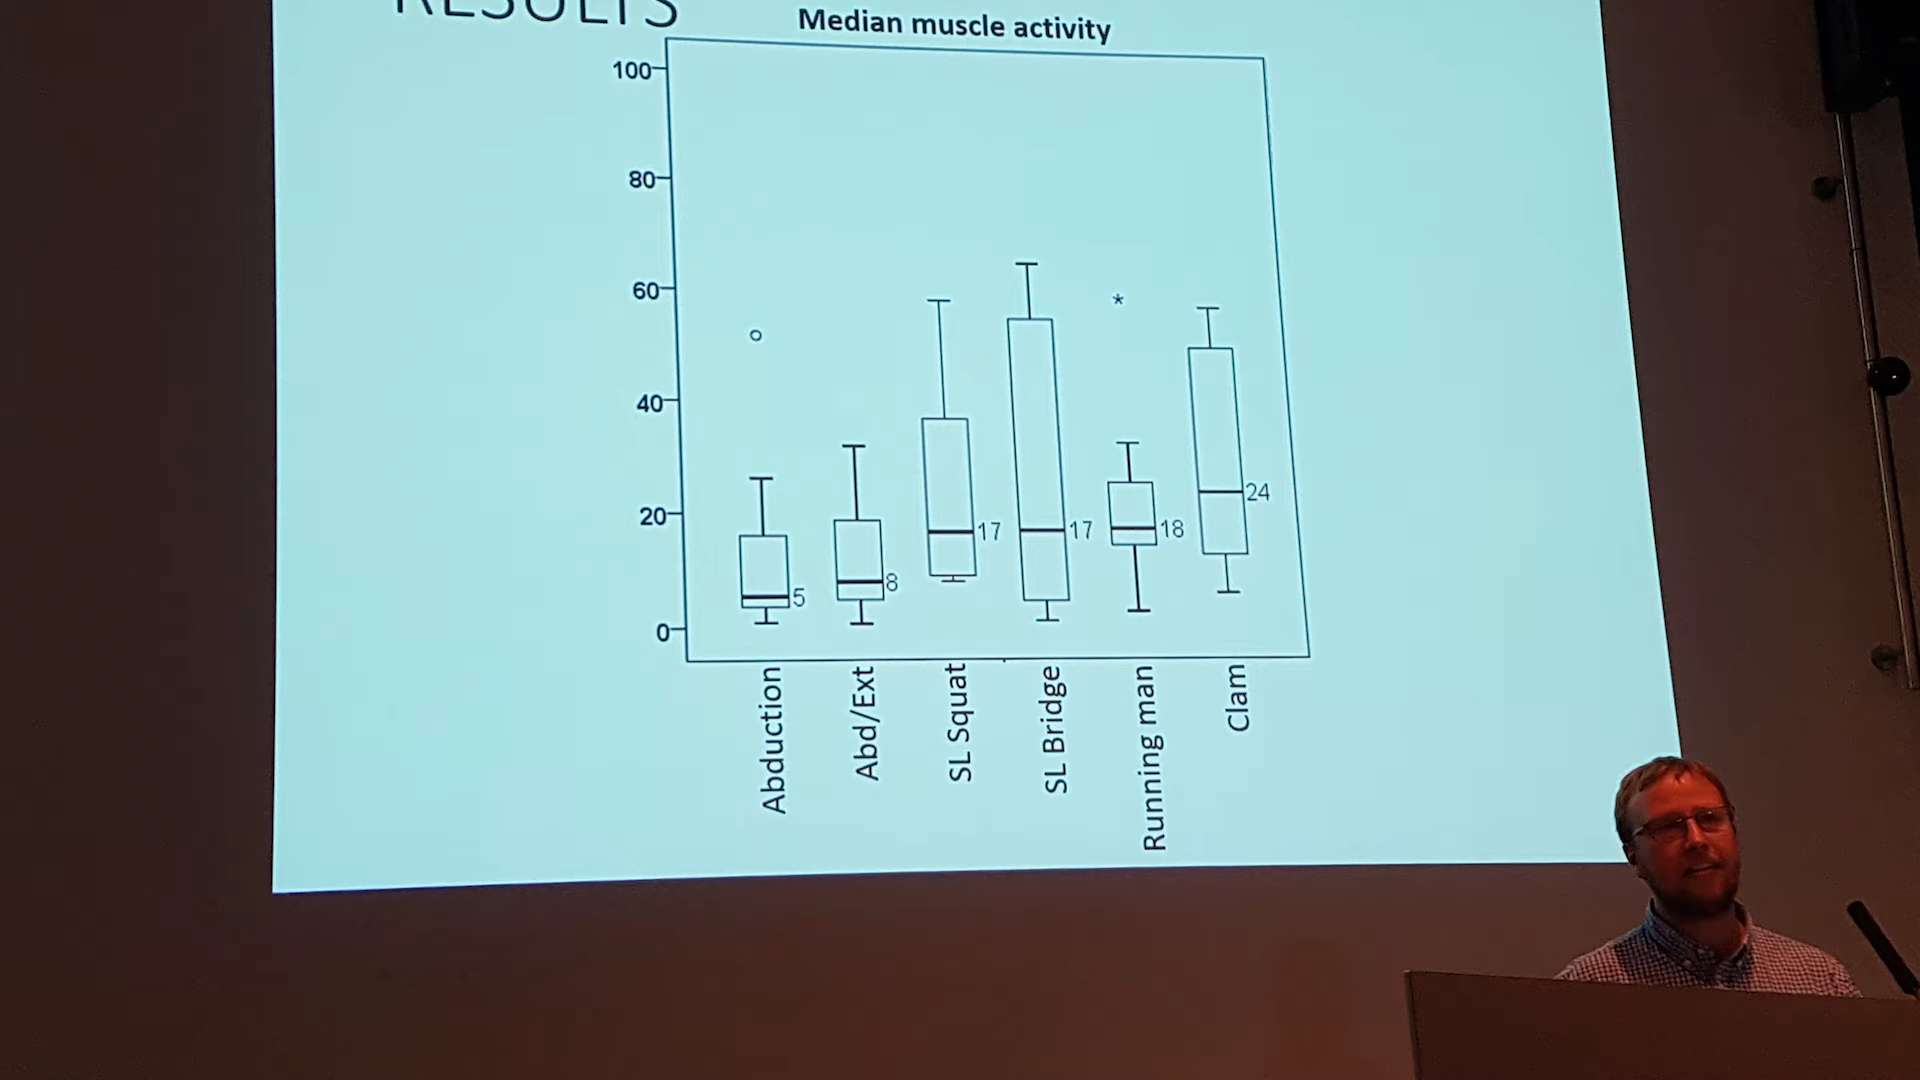 RESULTS
Median muscle activity
100
80
60
40
20
0
5
8
17
17
18
24
Abduction
Abd/Ext
SL Squat
SL Bridge
Running man
Clam